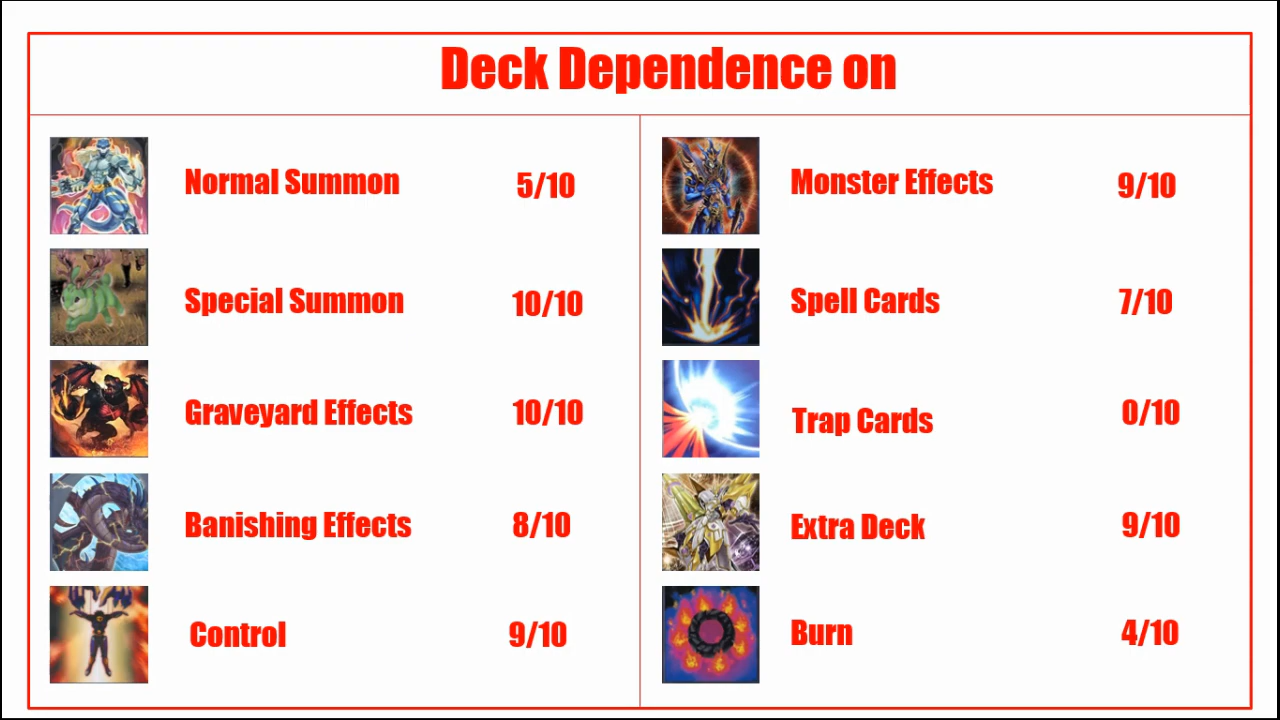 Deck Dependence on
Normal Summon 5/10
Special Summon 10/10
Graveyard Effects 10/10
Banishing Effects 8/10
Control 9/10
Monster Effects 9/10
Spell Cards 7/10
Trap Cards 0/10
Extra Deck 9/10
Burn 4/10